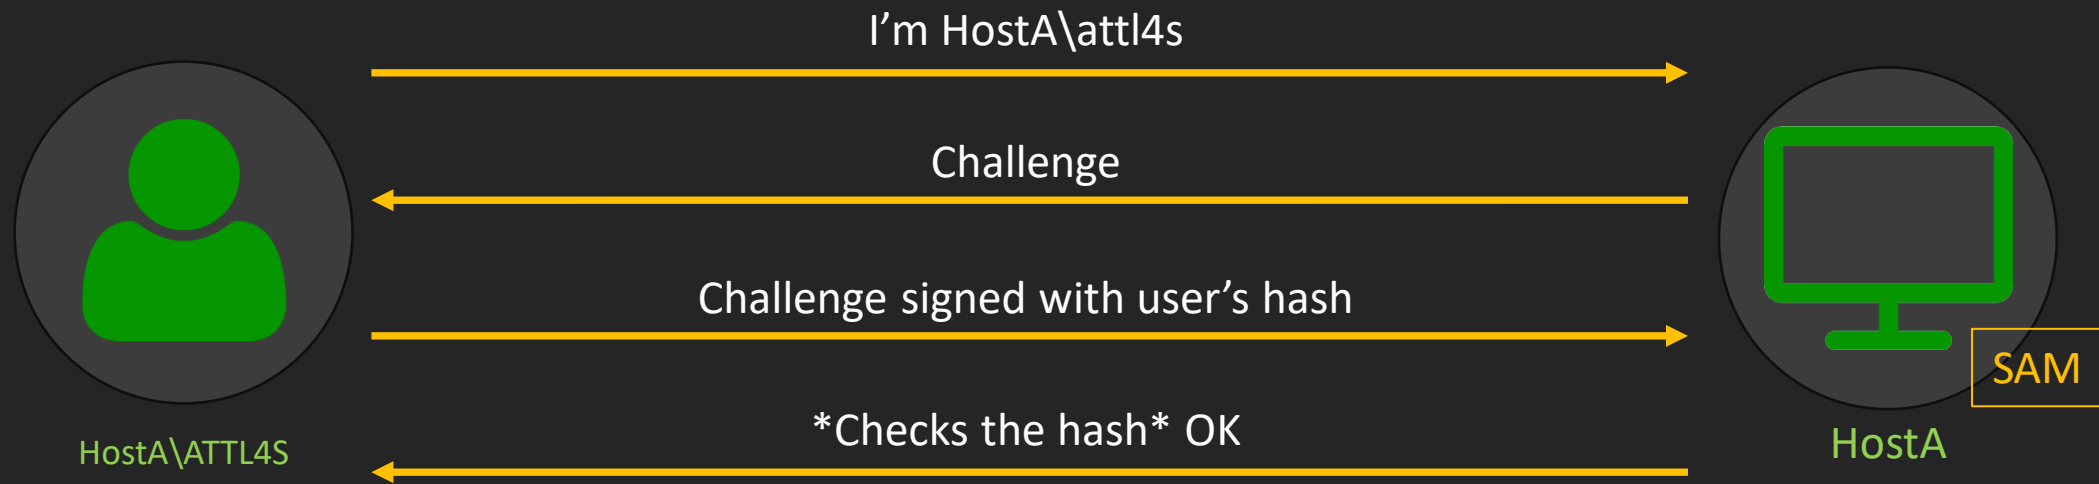 I’m HostA\attl4s
Challenge
Challenge signed with user’s hash
*Checks the hash* OK
HostA\ATTL4S
SAM
HostA